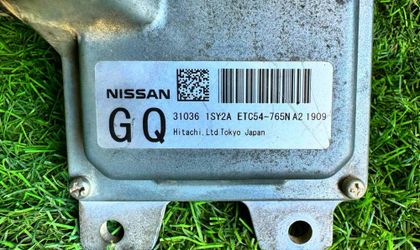 NISSAN
GQ
31036 1SY2A ETC54-765N A2 1909
Hitachi, Ltd Tokyo Japan